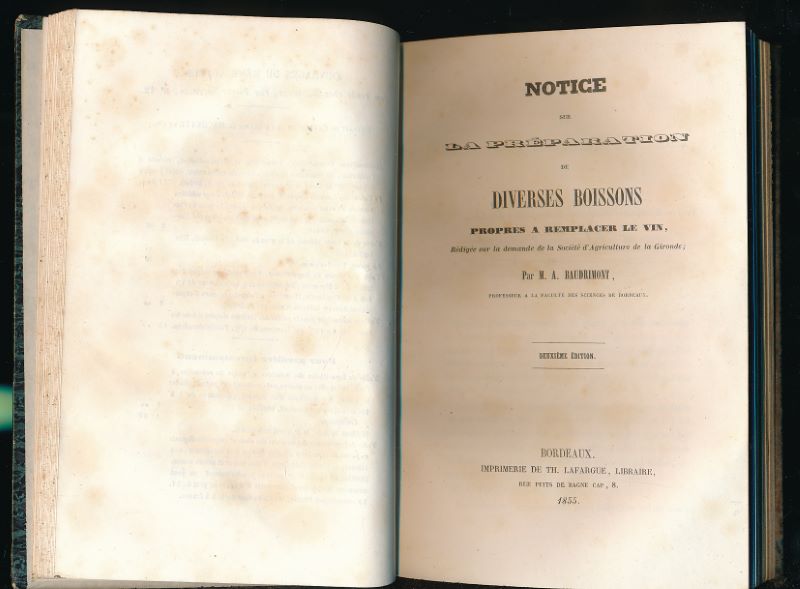 NOTICE
SUR
LA PRÉPARATION
DE
DIVERSES BOISSONS
PROPRES A REMPLACER LE VIN,
Rédigée sur la demande de la Société d'Agriculture de la Gironde;
Par M. A. BAUDRIMONT,
PROFESSEUR A LA FACULTÉ DES SCIENCES DE BORDEAUX.
DEUXIÈME ÉDITION.
BORDEAUX.
IMPRIMERIE DE TH. LAFARGUE, LIBRAIRE,
RUE PUITS DE BAGNE CAP, 8.
1855.